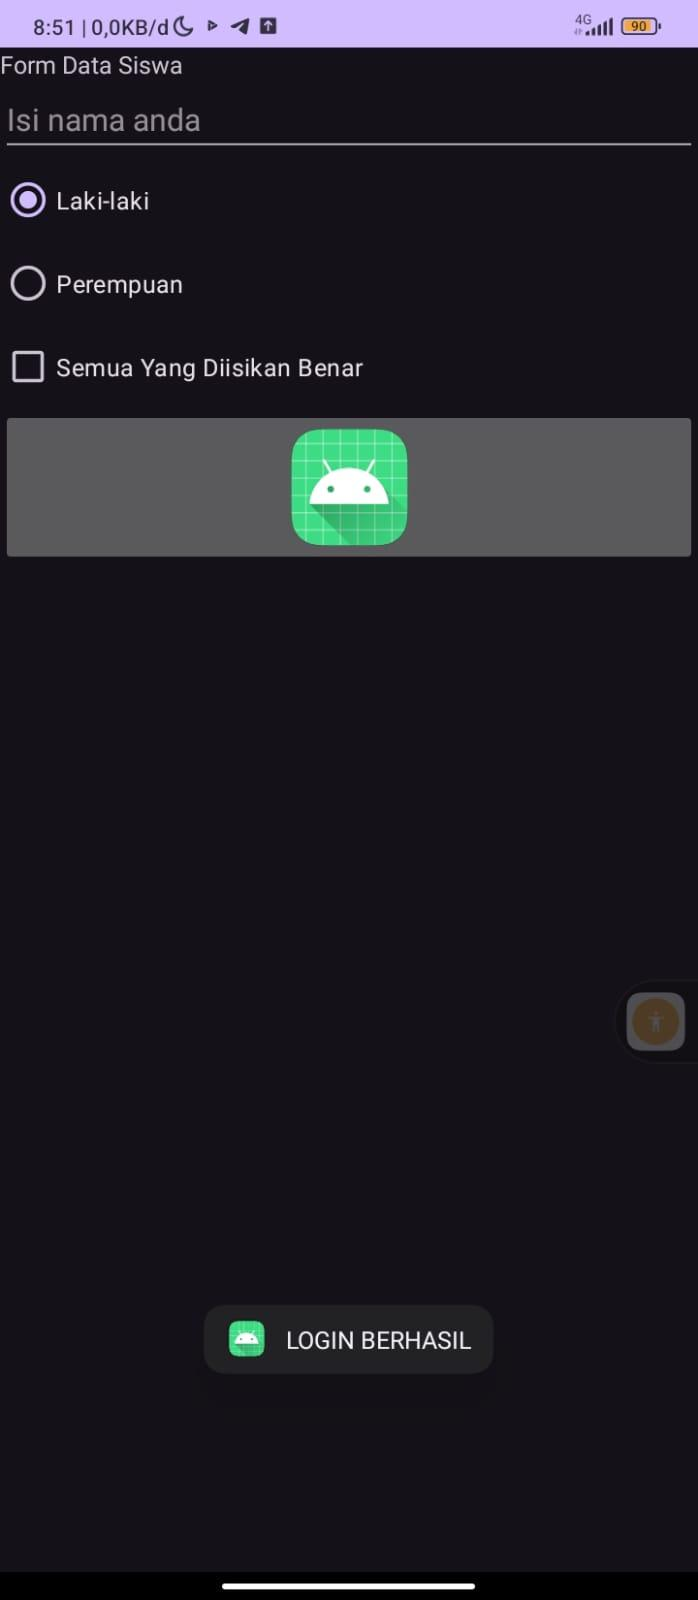 8:51 | 0,0KB/d
4G
90
Form Data Siswa
Isi nama anda
Laki-laki
Perempuan
Semua Yang Diisikan Benar
LOGIN BERHASIL